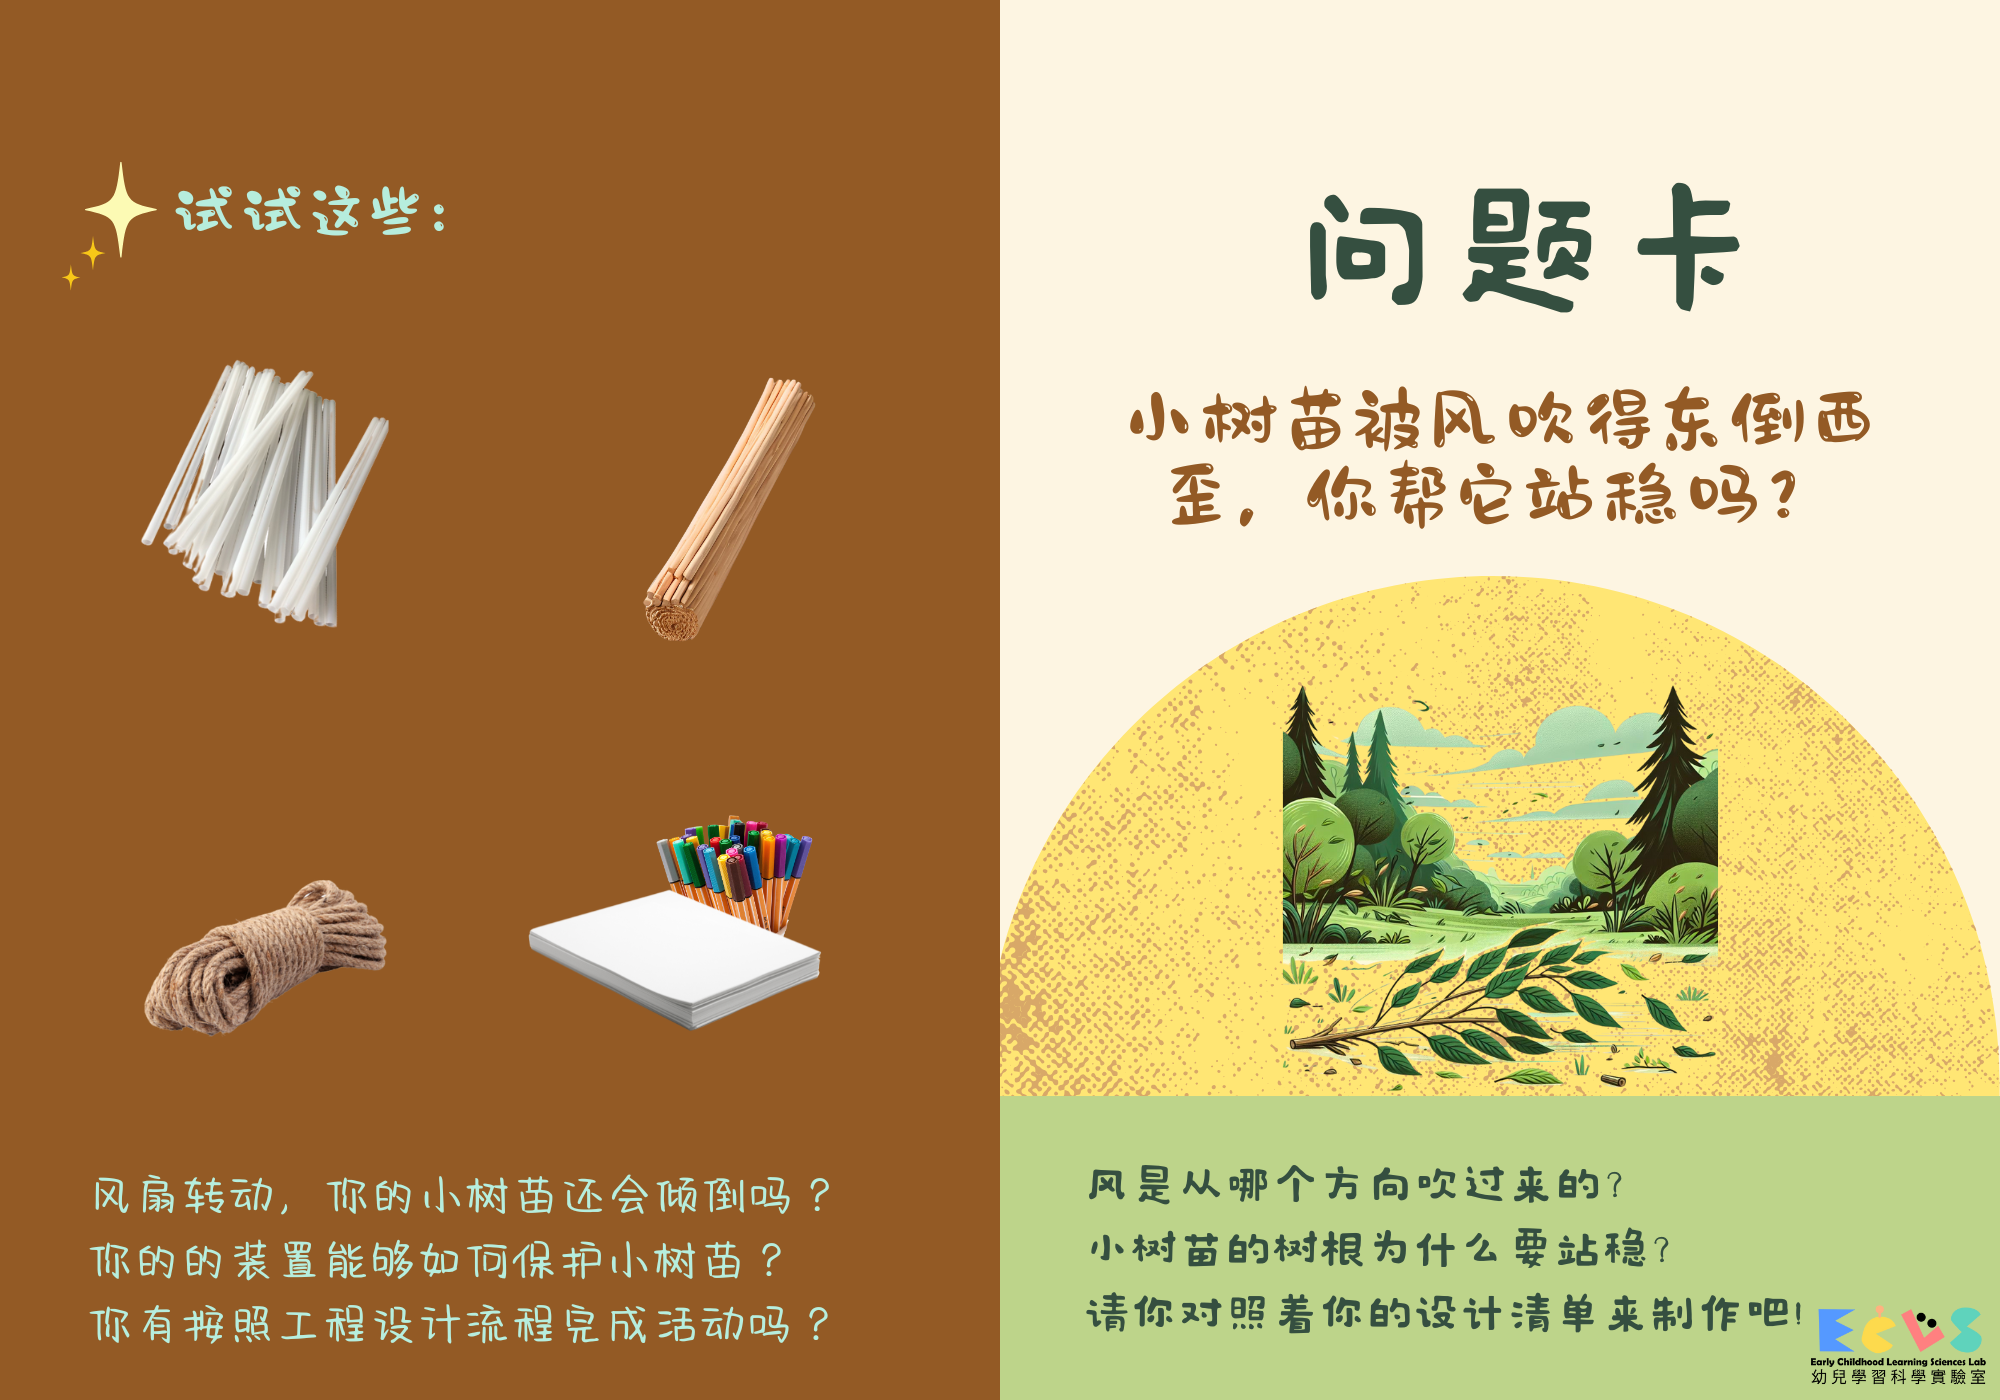 试试这些：
风扇转动，你的小树苗还会倾倒吗？
你的的装置能够如何保护小树苗？
你有按照工程设计流程完成活动吗？
问题卡
小树苗被风吹得东倒西
歪，你帮它站稳吗？
风是从哪个方向吹过来的？
小树苗的树根为什么要站稳？
请你对照着你的设计清单来制作吧！
ECLS
Early Childhood Learning Sciences Lab
幼兒學習科學實驗室